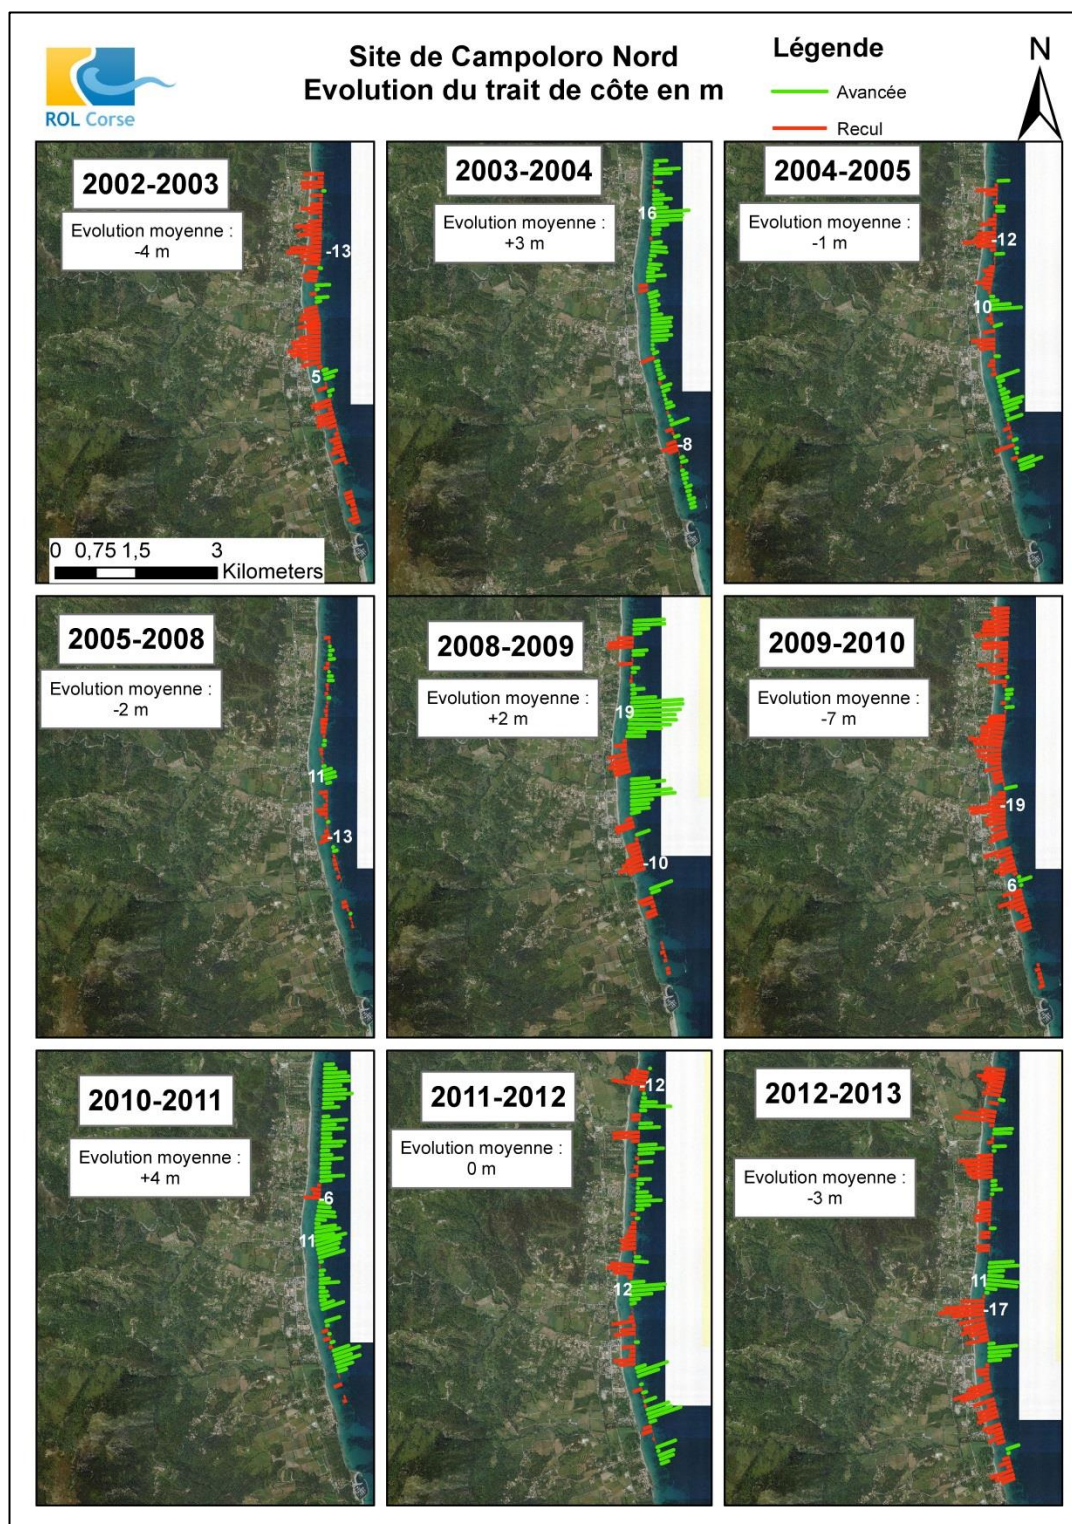 ROL Corse
Site de Campoloro Nord
Evolution du trait de côte en m
Légende
Avancée
Recul
N
2002-2003
Evolution moyenne :
-4 m
-13
5
0 0,75 1,5 3
Kilometers
2003-2004
Evolution moyenne :
+3 m
16
-8
2004-2005
Evolution moyenne :
-1 m
-12
10
2005-2008
Evolution moyenne :
-2 m
11
-13
2008-2009
Evolution moyenne :
+2 m
19
-10
2009-2010
Evolution moyenne :
-7 m
-19
6
2010-2011
Evolution moyenne :
+4 m
-6
11
2011-2012
Evolution moyenne :
0 m
-12
12
2012-2013
Evolution moyenne :
-3 m
11
-17